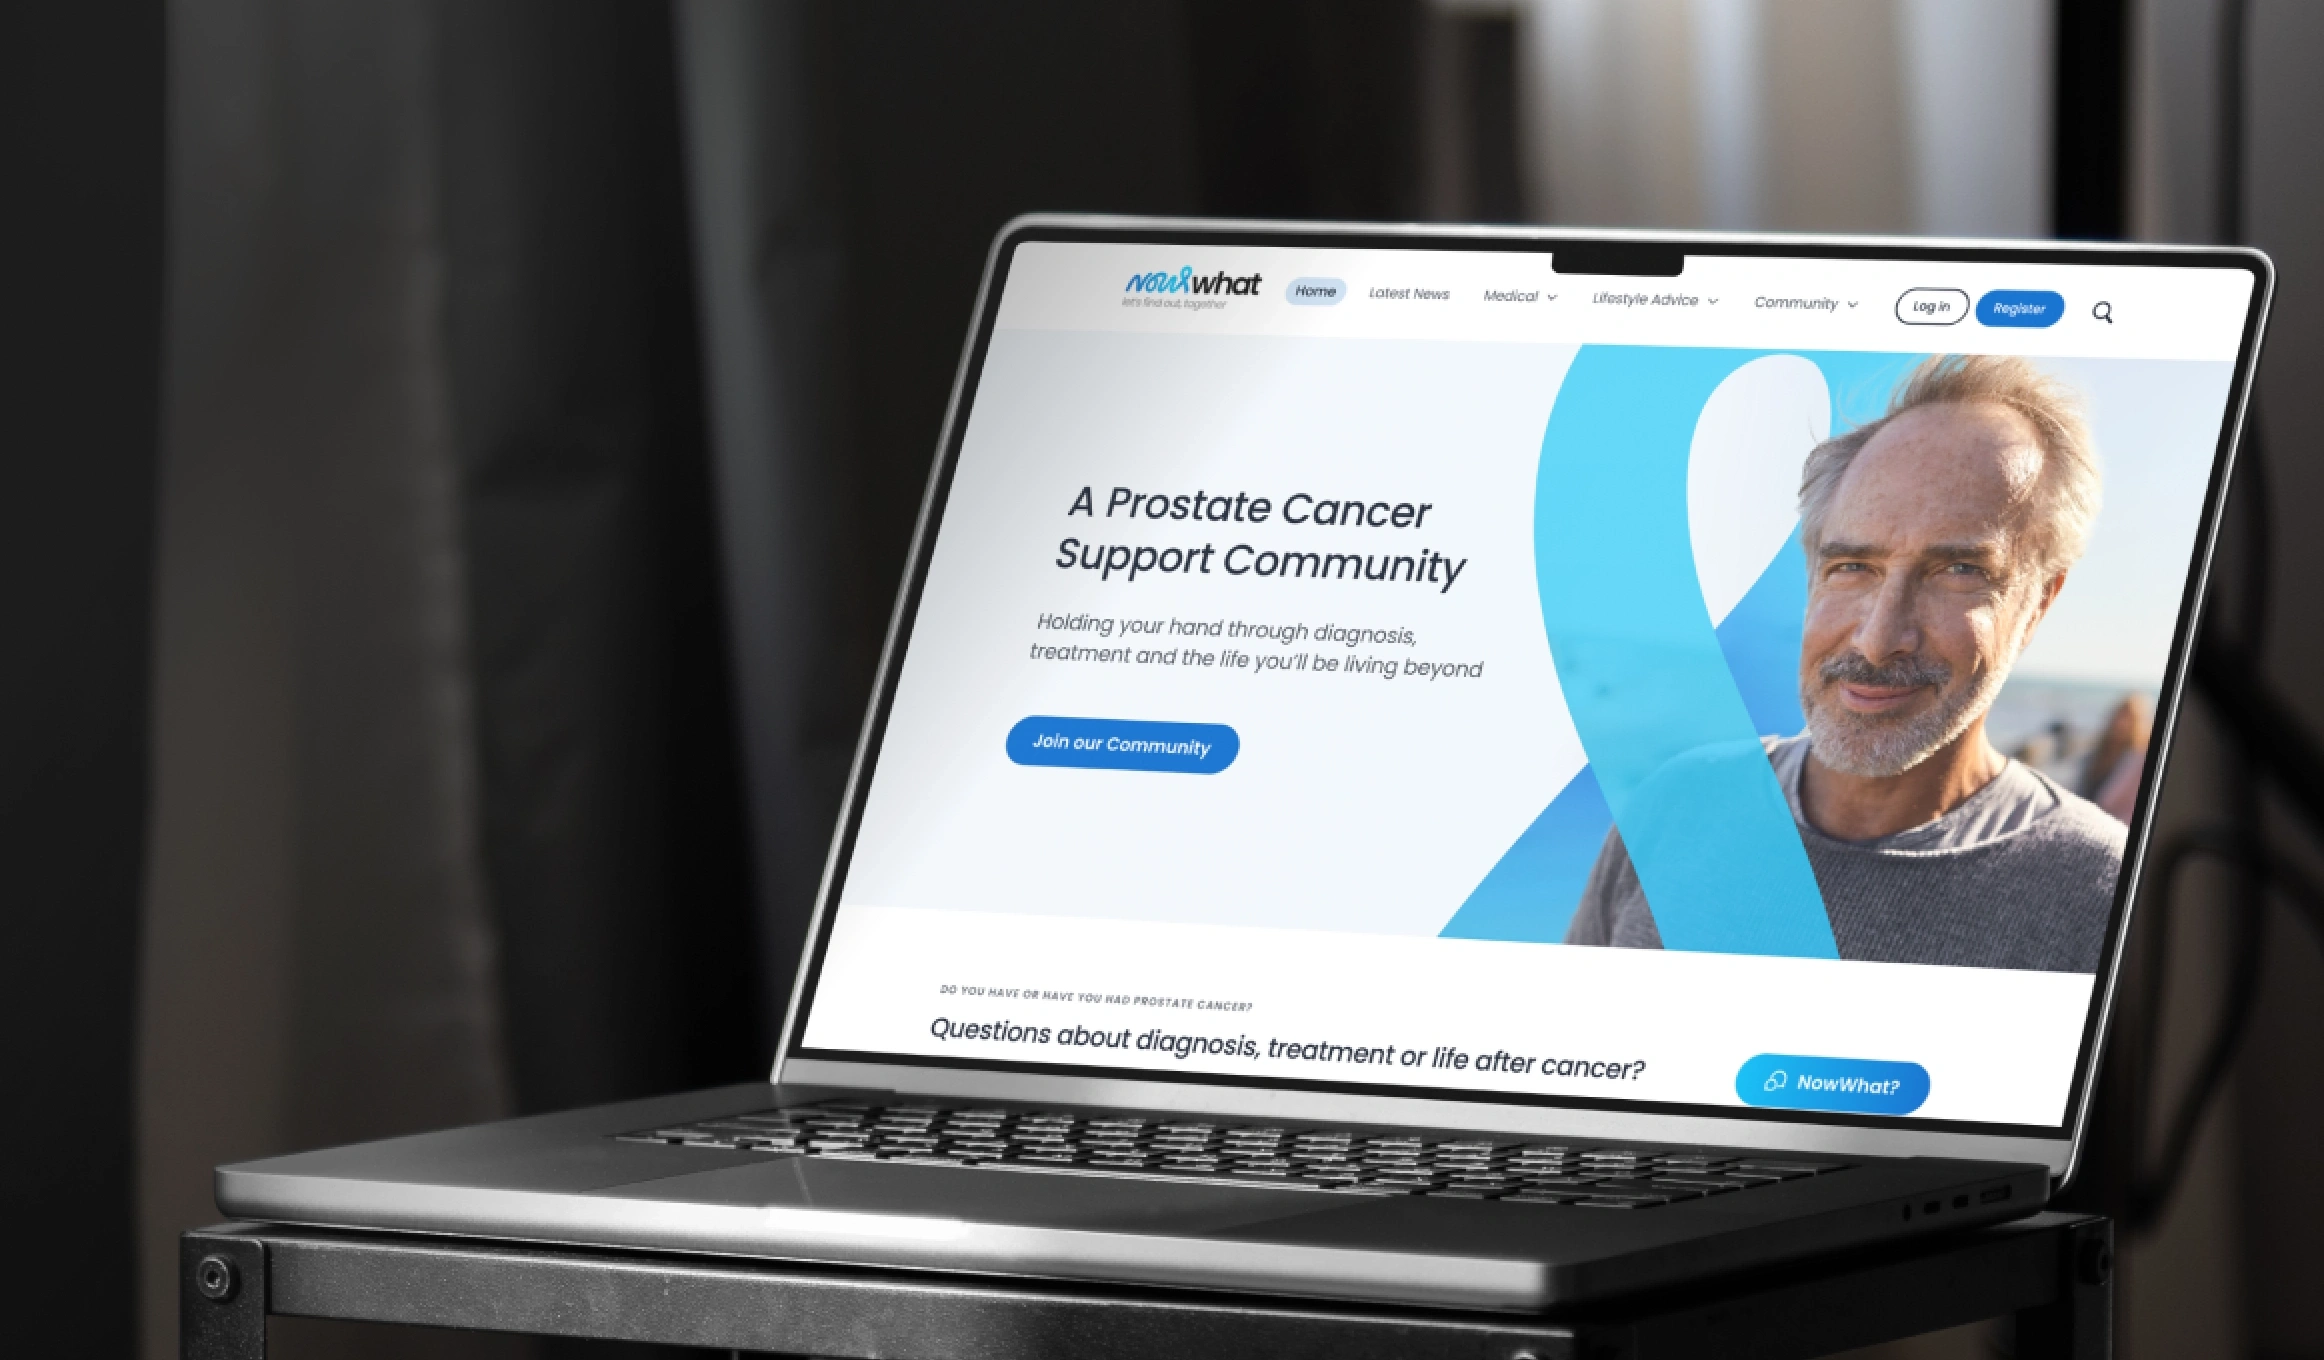 nowwhat
let's find out, together
Home
Latest News
Medical
Lifestyle Advice
Community
Log in
Register
A Prostate Cancer
Support Community
Holding your hand through diagnosis,
treatment and the life you'll be living beyond
Join our Community
DO YOU HAVE OR HAVE YOU HAD PROSTATE CANCER?
Questions about diagnosis, treatment or life after cancer?
NowWhat?